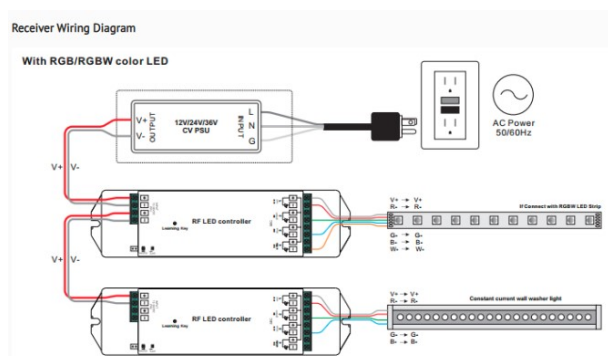 Receiver Wiring Diagram
With RGB/RGBW color LED
V+
V-
OUTPUT
12V/24V/36V
CV PSU
INPUT
L
N
G
AC Power
50/60Hz
V+ V-
RF LED controller
Learning Key
V+ → V+
R- → R-
If Connect with RGBW LED Strip
G- → G-
B- → B-
W- → W-
V+ V-
RF LED controller
Learning Key
V+ → V+
R- → R-
Constant current wall washer light
G- → G-
B- → B-